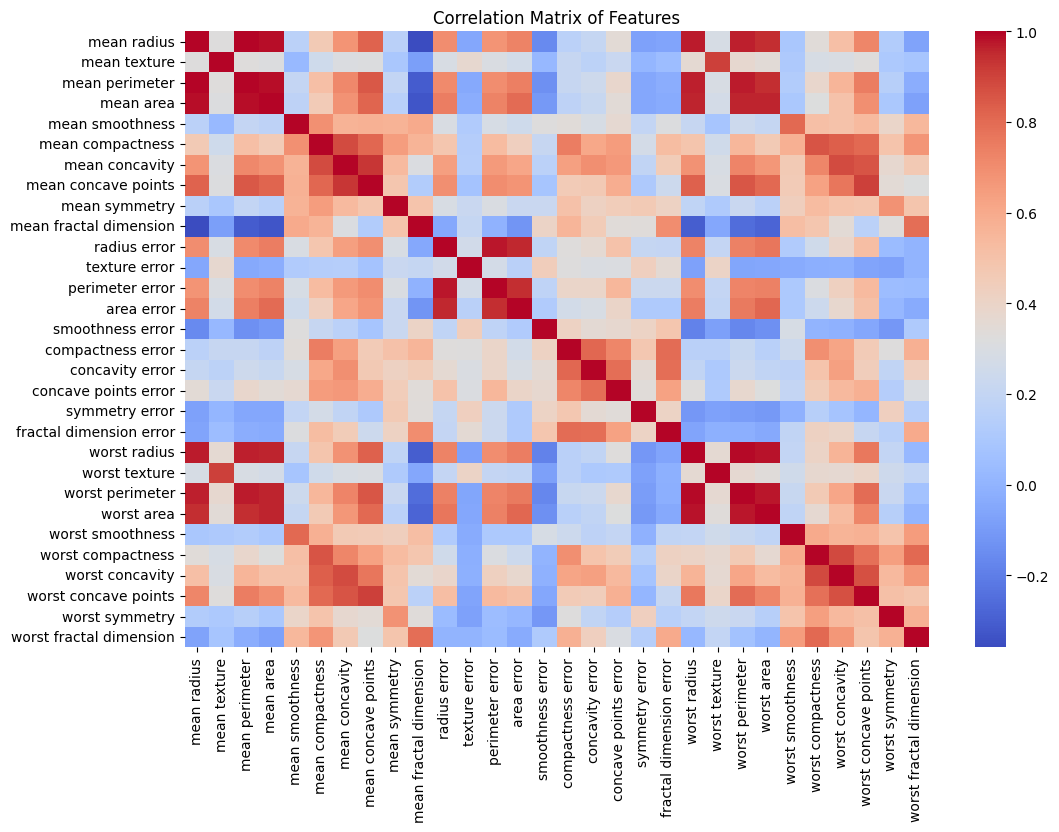 Correlation Matrix of Features
mean radius
mean texture
mean perimeter
mean area
mean smoothness
mean compactness
mean concavity
mean concave points
mean symmetry
mean fractal dimension
radius error
texture error
perimeter error
area error
smoothness error
compactness error
concavity error
concave points error
symmetry error
fractal dimension error
worst radius
worst texture
worst perimeter
worst area
worst smoothness
worst compactness
worst concavity
worst concave points
worst symmetry
worst fractal dimension
mean radius
mean texture
mean perimeter
mean area
mean smoothness
mean compactness
mean concavity
mean concave points
mean symmetry
mean fractal dimension
radius error
texture error
perimeter error
area error
smoothness error
compactness error
concavity error
concave points error
symmetry error
fractal dimension error
worst radius
worst texture
worst perimeter
worst area
worst smoothness
worst compactness
worst concavity
worst concave points
worst symmetry
worst fractal dimension
1.0
0.8
0.6
0.4
0.2
0.0
−0.2